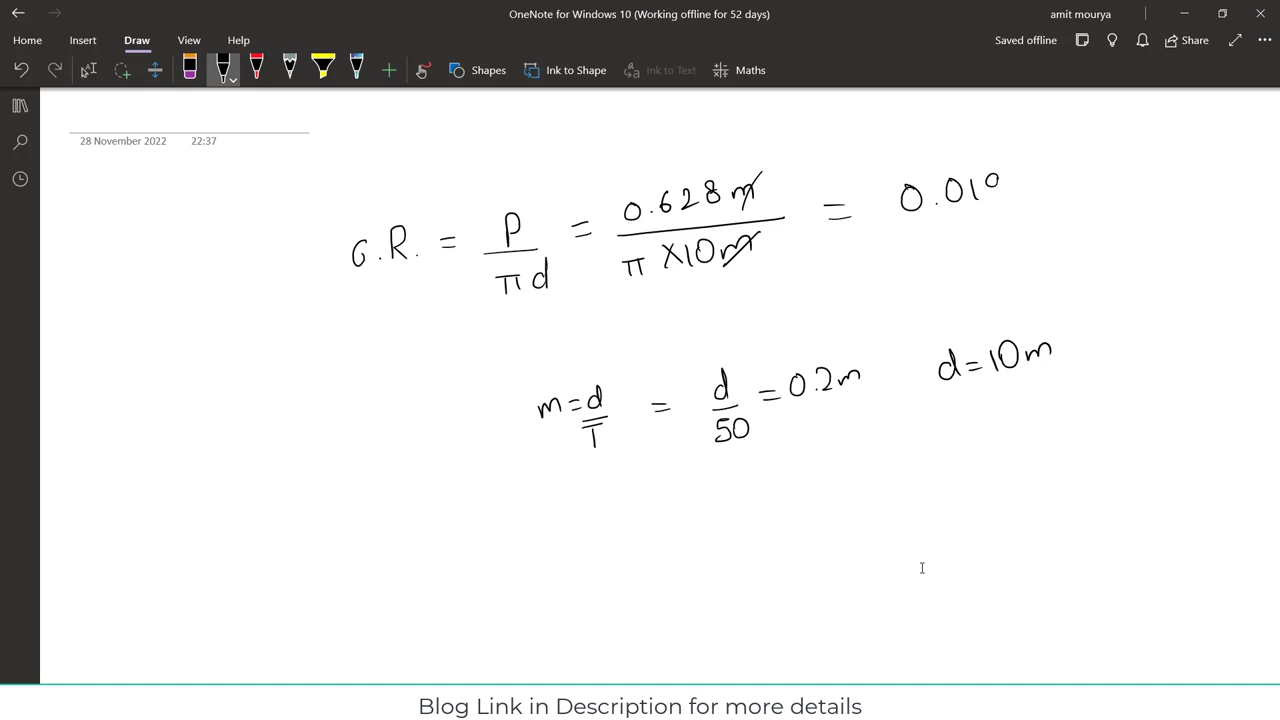 OneNote for Windows 10 (Working offline for 52 days)
amit mourya
Home Insert Draw View Help
Saved offline
Share
Shapes
Ink to Shape
Ink to Text
Maths
28 November 2022 22:37
G.R. = P/πd = 0.628m/π×10m = 0.010
m = d/T = d/50 = 0.2m d=10m
Blog Link in Description for more details